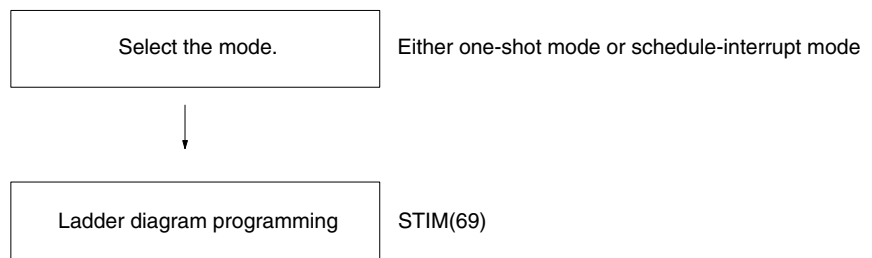 Select the mode.
Either one-shot mode or schedule-interrupt mode
Ladder diagram programming
STIM(69)